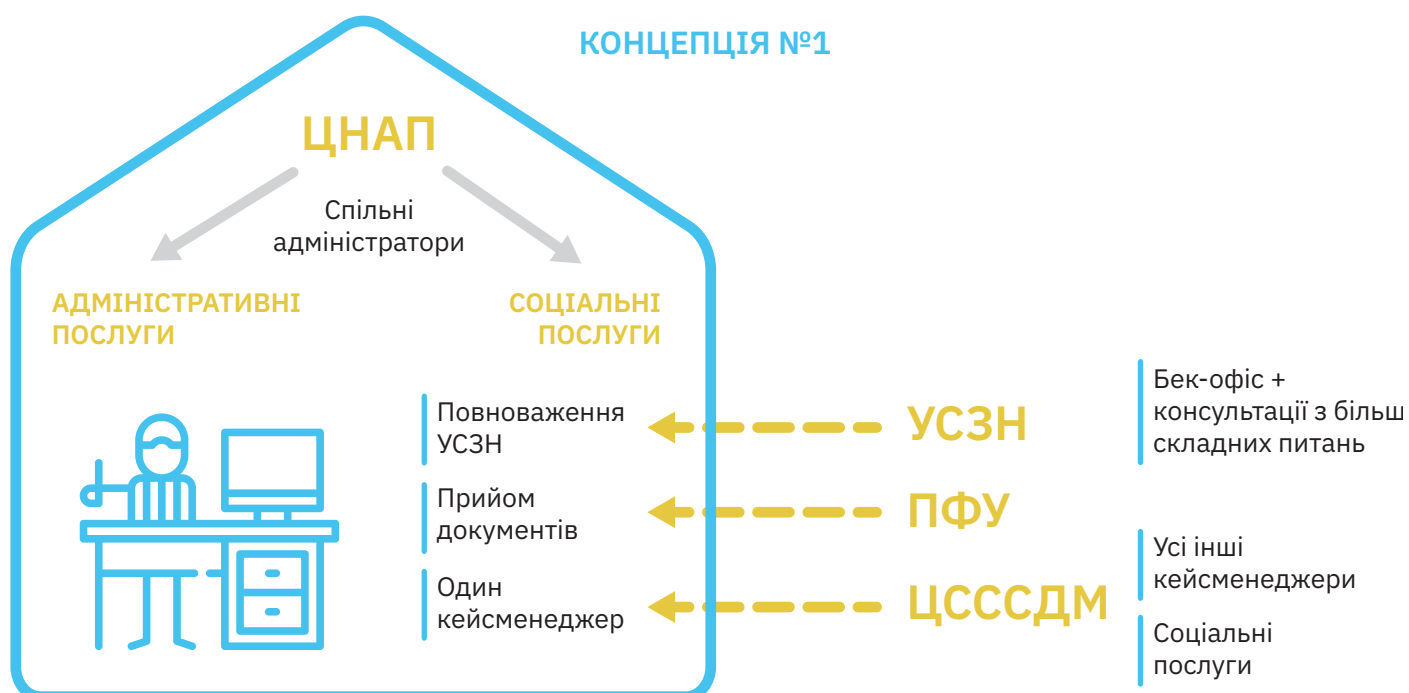 КОНЦЕПЦІЯ №1
ЦНАП
Спільні
адміністратори
АДМІНІСТРАТИВНІ
ПОСЛУГИ
СОЦІАЛЬНІ
ПОСЛУГИ
Повноваження
УСЗН
Прийом
документів
Один
кейсменеджер
УСЗН
ПФУ
ЦСССДМ
Бек-офіс +
консультації з більш
складних питань
Усі інші
кейсменеджери
Соціальні
послуги